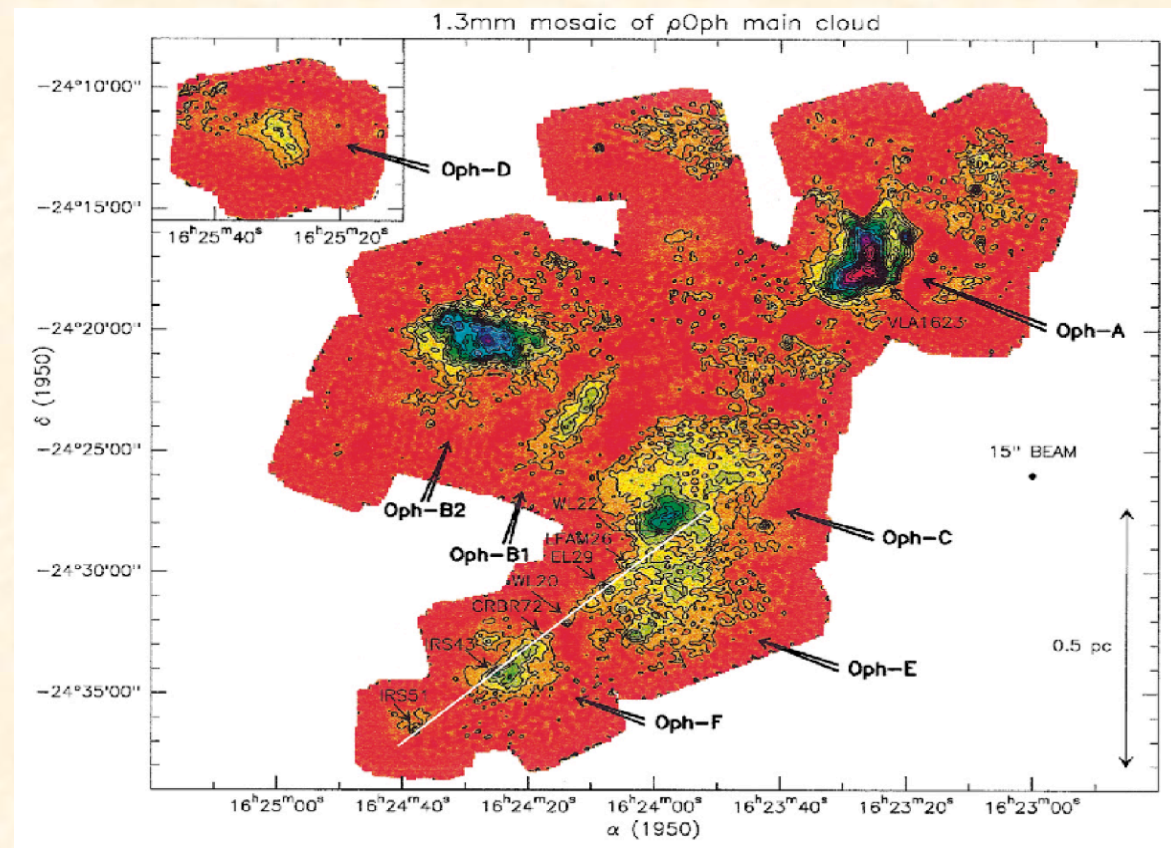 1.3mm mosaic of ρOph main cloud
−24°10'00"
−24°15'00"
−24°20'00"
−24°25'00"
−24°30'00"
−24°35'00"
δ (1950)
16ʰ25ᵐ40ˢ
16ʰ25ᵐ20ˢ
Oph-D
VLA1623
Oph-A
15" BEAM
Oph-B2
Oph-B1
WL22
LFAM26
EL29
WL20
CRBR72
IRS43
IRS51
Oph-C
Oph-E
Oph-F
0.5 pc
16ʰ25ᵐ00ˢ
16ʰ24ᵐ40ˢ
16ʰ24ᵐ20ˢ
16ʰ24ᵐ00ˢ
16ʰ23ᵐ40ˢ
16ʰ23ᵐ20ˢ
16ʰ23ᵐ00ˢ
α (1950)